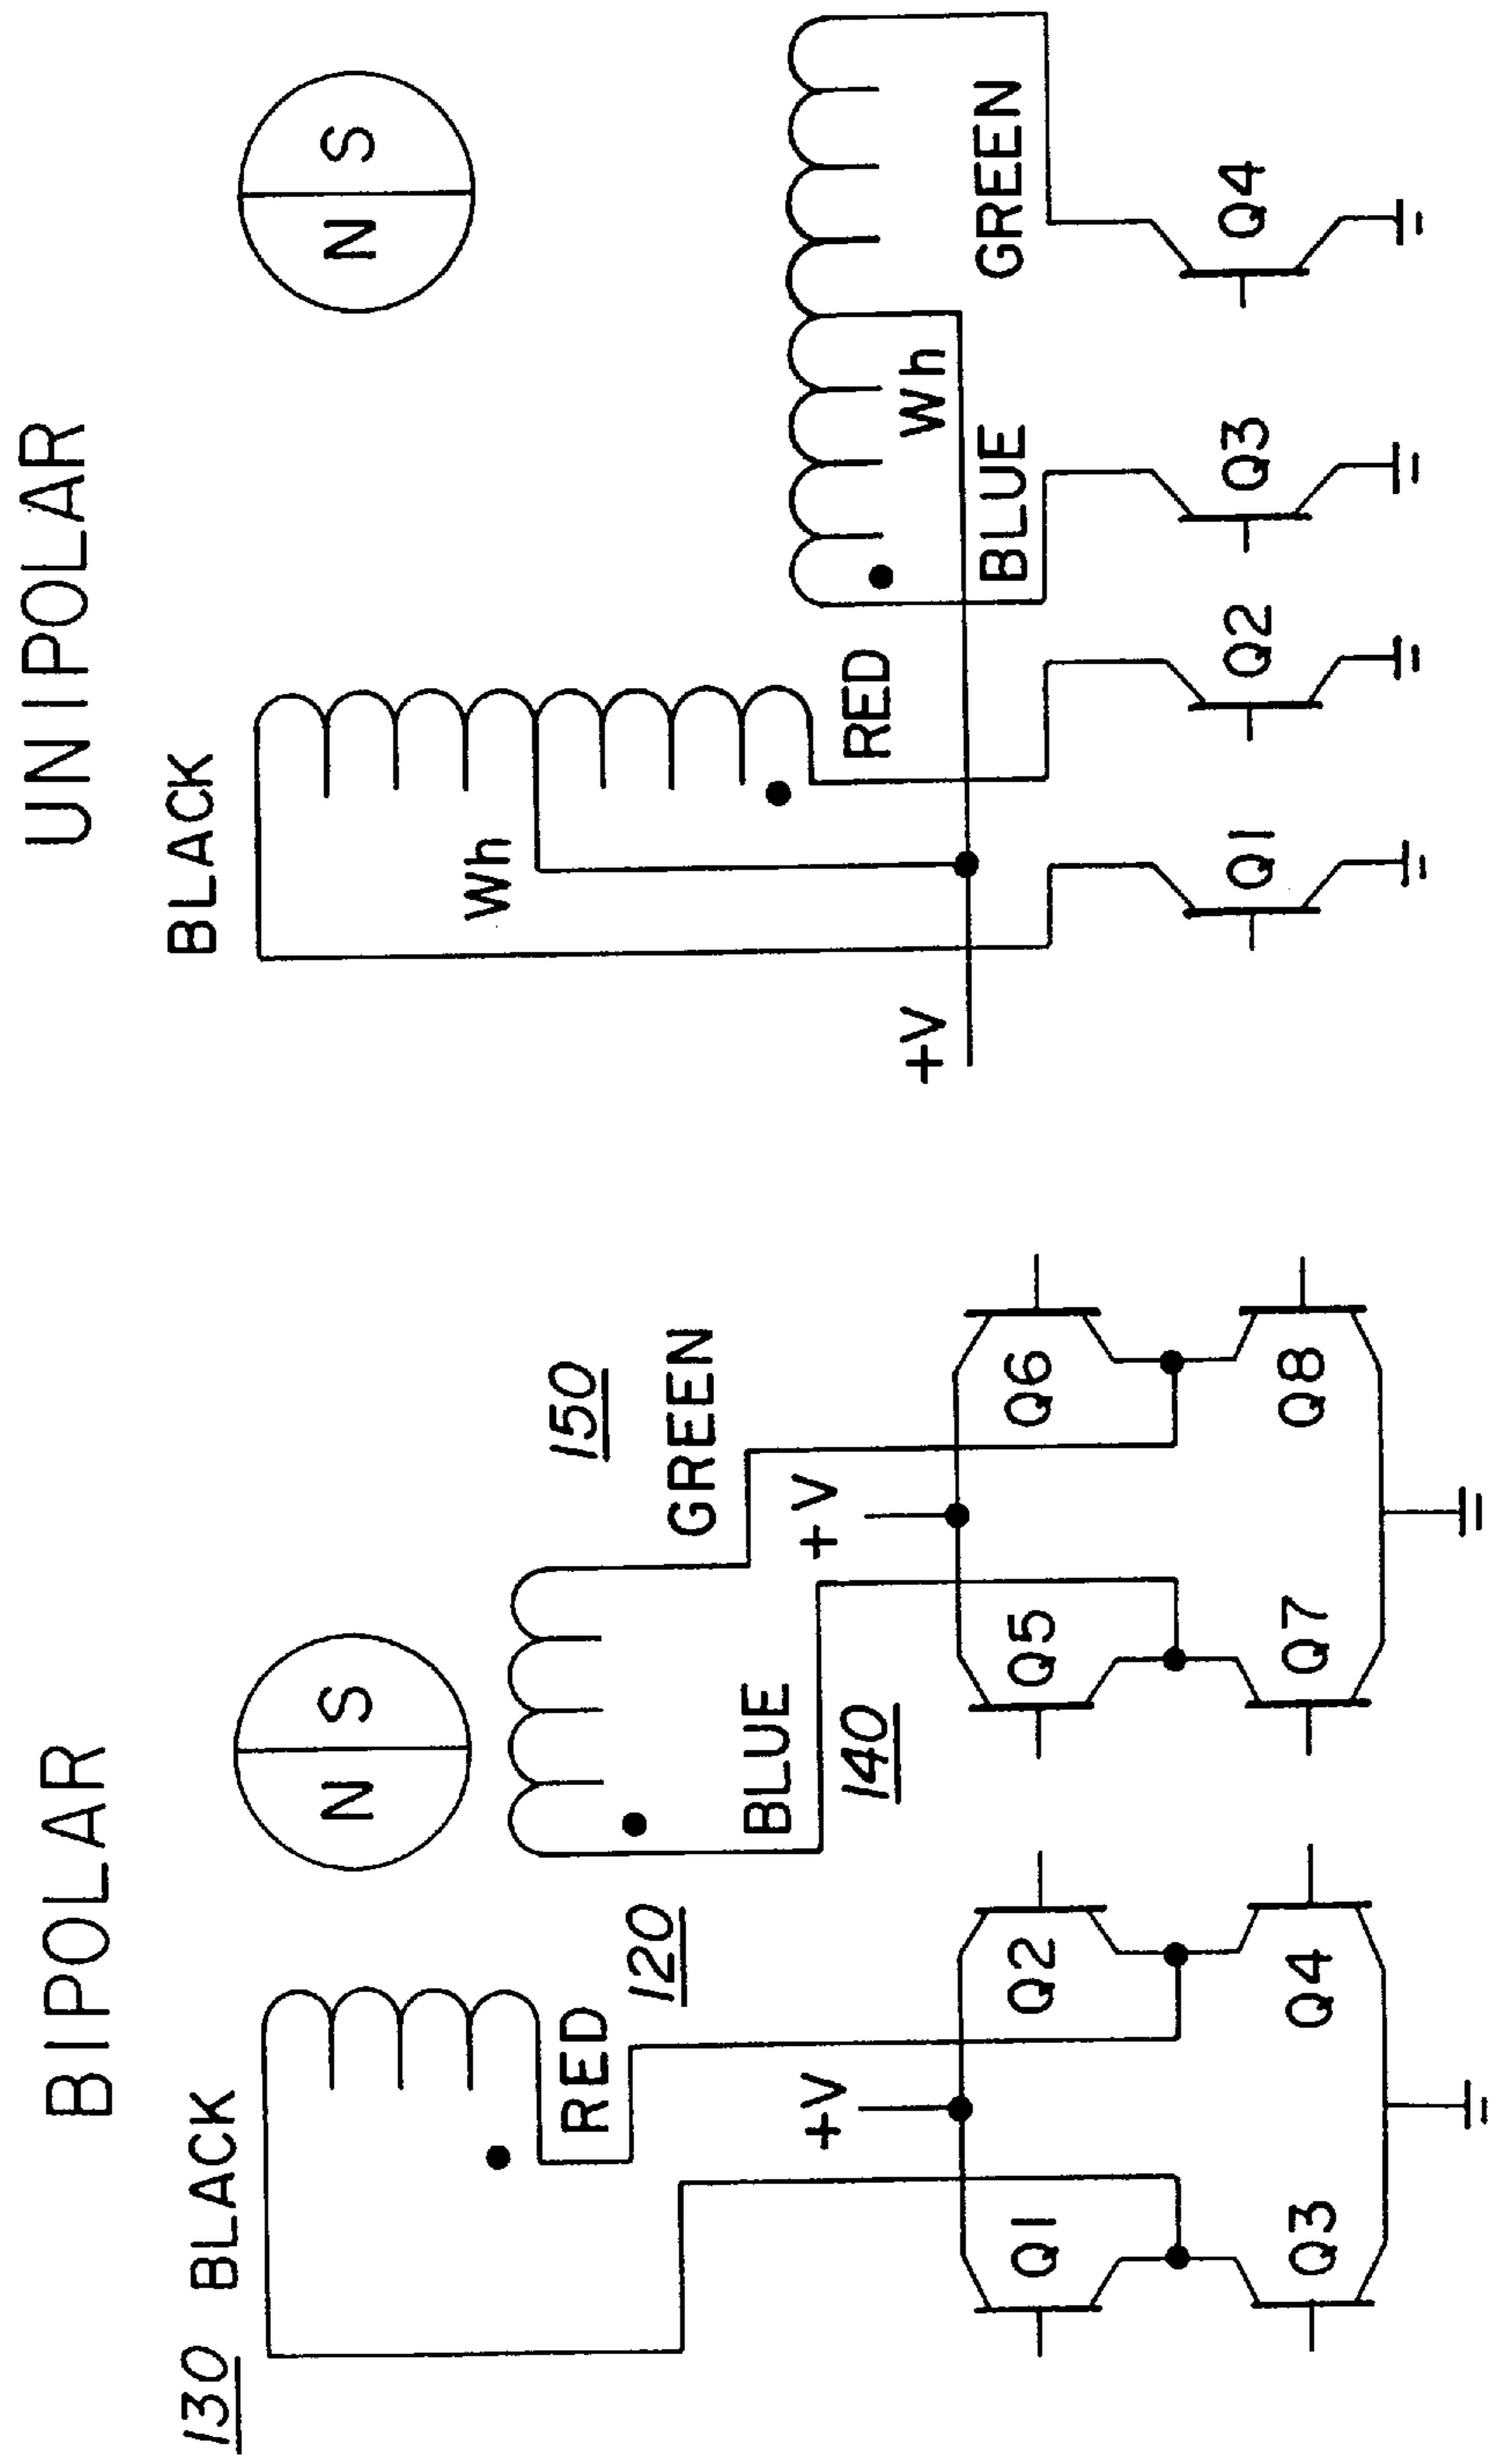 BIPOLAR
130 BLACK
N S
RED
120
150
GREEN
BLUE
140
+V
+V
Q1
Q2
Q5
Q6
Q3
Q4
Q7
Q8
UNIPOLAR
BLACK
N S
Wh
RED
Wh
+V
BLUE
GREEN
Q1
Q2
Q3
Q4